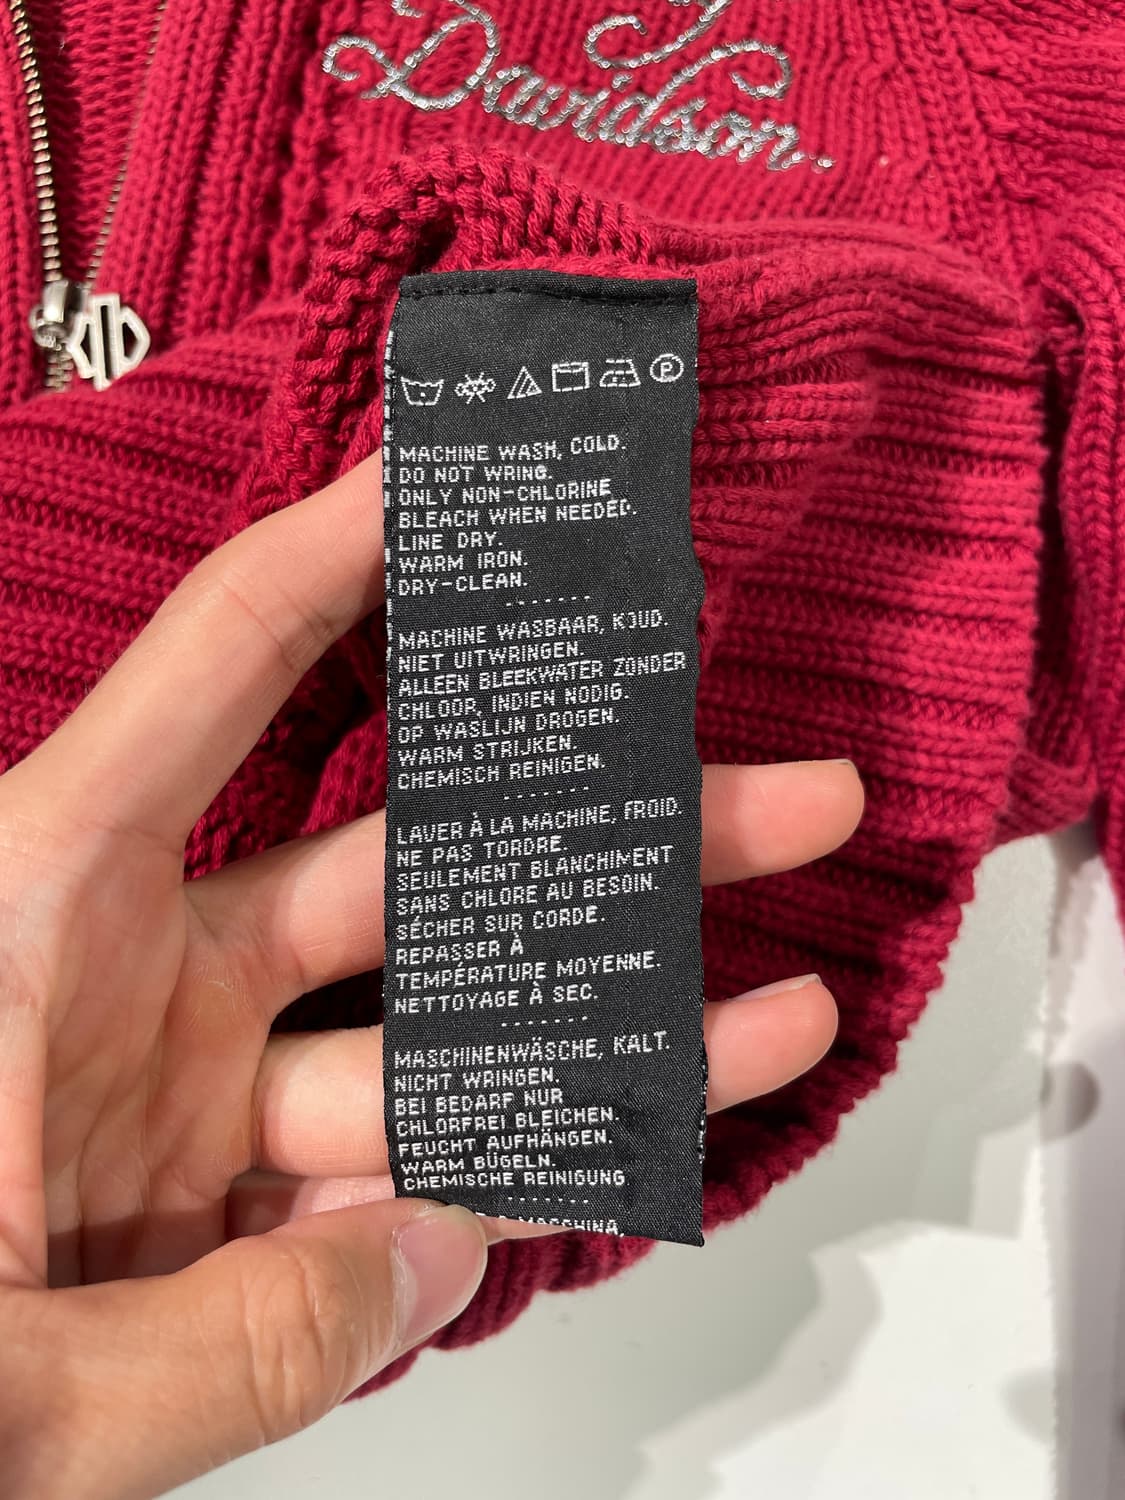 Davidson
P
MACHINE WASH, COLD.
DO NOT WRING.
ONLY NON-CHLORINE
BLEACH WHEN NEEDED.
LINE DRY.
WARM IRON.
DRY-CLEAN.
-------
MACHINE WASBAAR, KOUD.
NIET UITWRINGEN.
ALLEEN BLEEKWATER ZONDER
CHLOOR, INDIEN NODIG.
OP WASLIJN DROGEN.
WARM STRIJKEN.
CHEMISCH REINIGEN.
-------
LAVER À LA MACHINE, FROID.
NE PAS TORDRE.
SEULEMENT BLANCHIMENT
SANS CHLORE AU BESOIN.
SÉCHER SUR CORDE.
REPASSER À
TEMPÉRATURE MOYENNE.
NETTOYAGE À SEC.
-------
MASCHINENWÄSCHE, KALT.
NICHT WRINGEN.
BEI BEDARF NUR
CHLORFREI BLEICHEN.
FEUCHT AUFHÄNGEN.
WARM BÜGELN.
CHEMISCHE REINIGUNG
-------
MACCHINA,